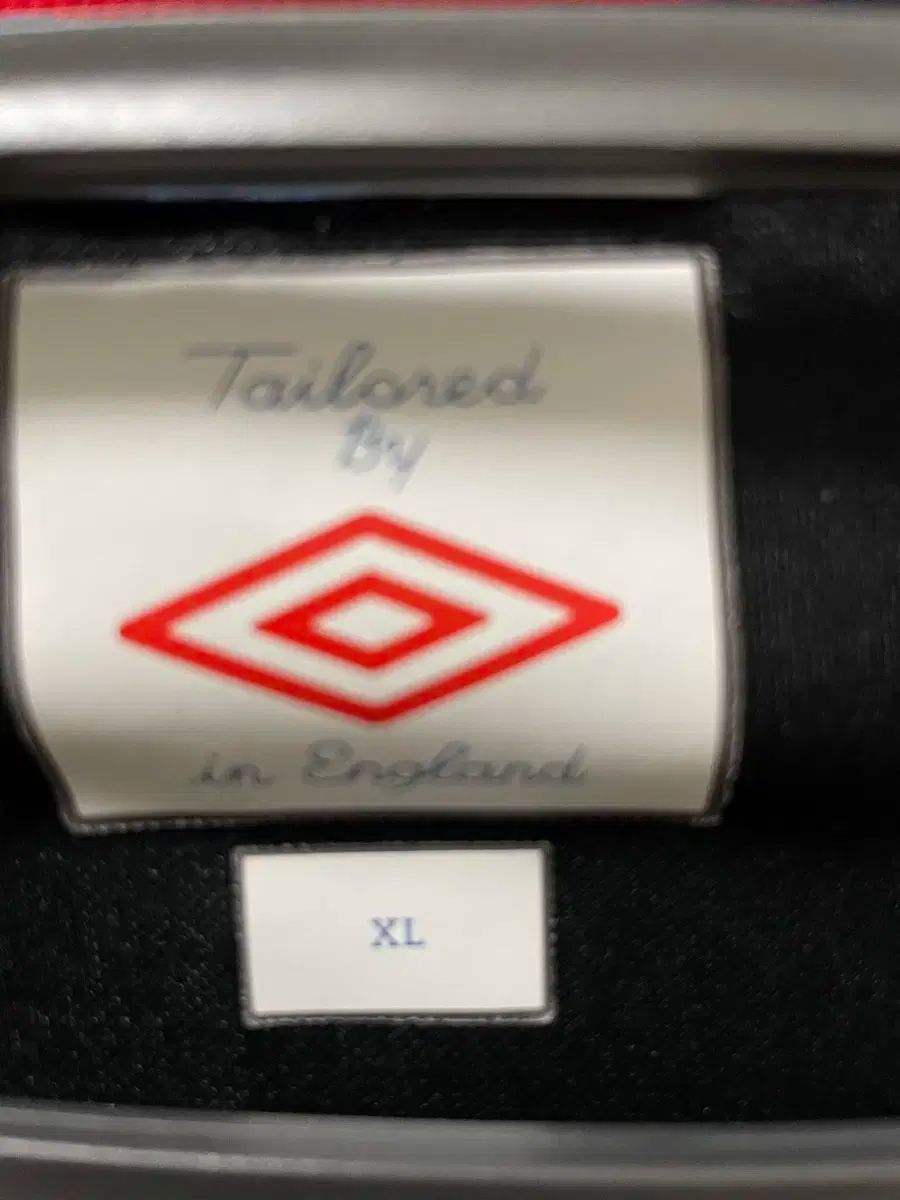 Tailored
By
in England
XL